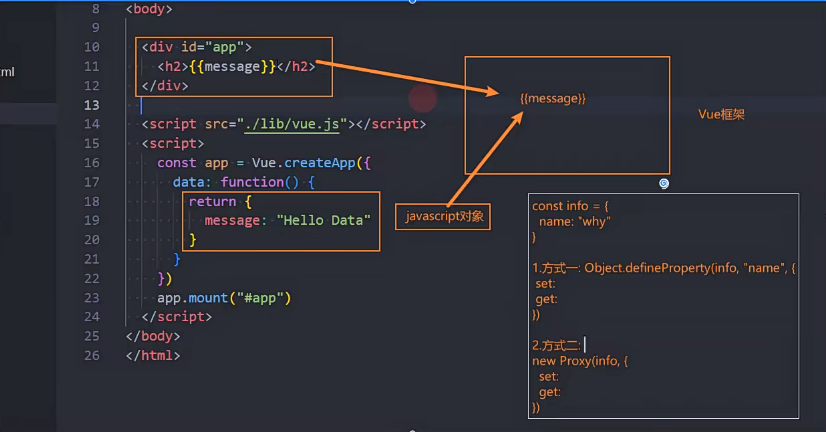 8 <body>
9
10 <div id="app">
11 <h2>{{message}}</h2>
12 </div>
13
14 <script src="./lib/vue.js"></script>
15 <script>
16 const app = Vue.createApp({
17 data: function() {
18 return {
19 message: "Hello Data"
20 }
21 }
22 })
23 app.mount("#app")
24 </script>
25 </body>
26 </html>
tml
{{message}}
Vue框架
javascript对象
const info = {
name: "why"
}
1.方式一: Object.defineProperty(info, "name", {
set:
get:
})
2.方式二:
new Proxy(info, {
set:
get:
})